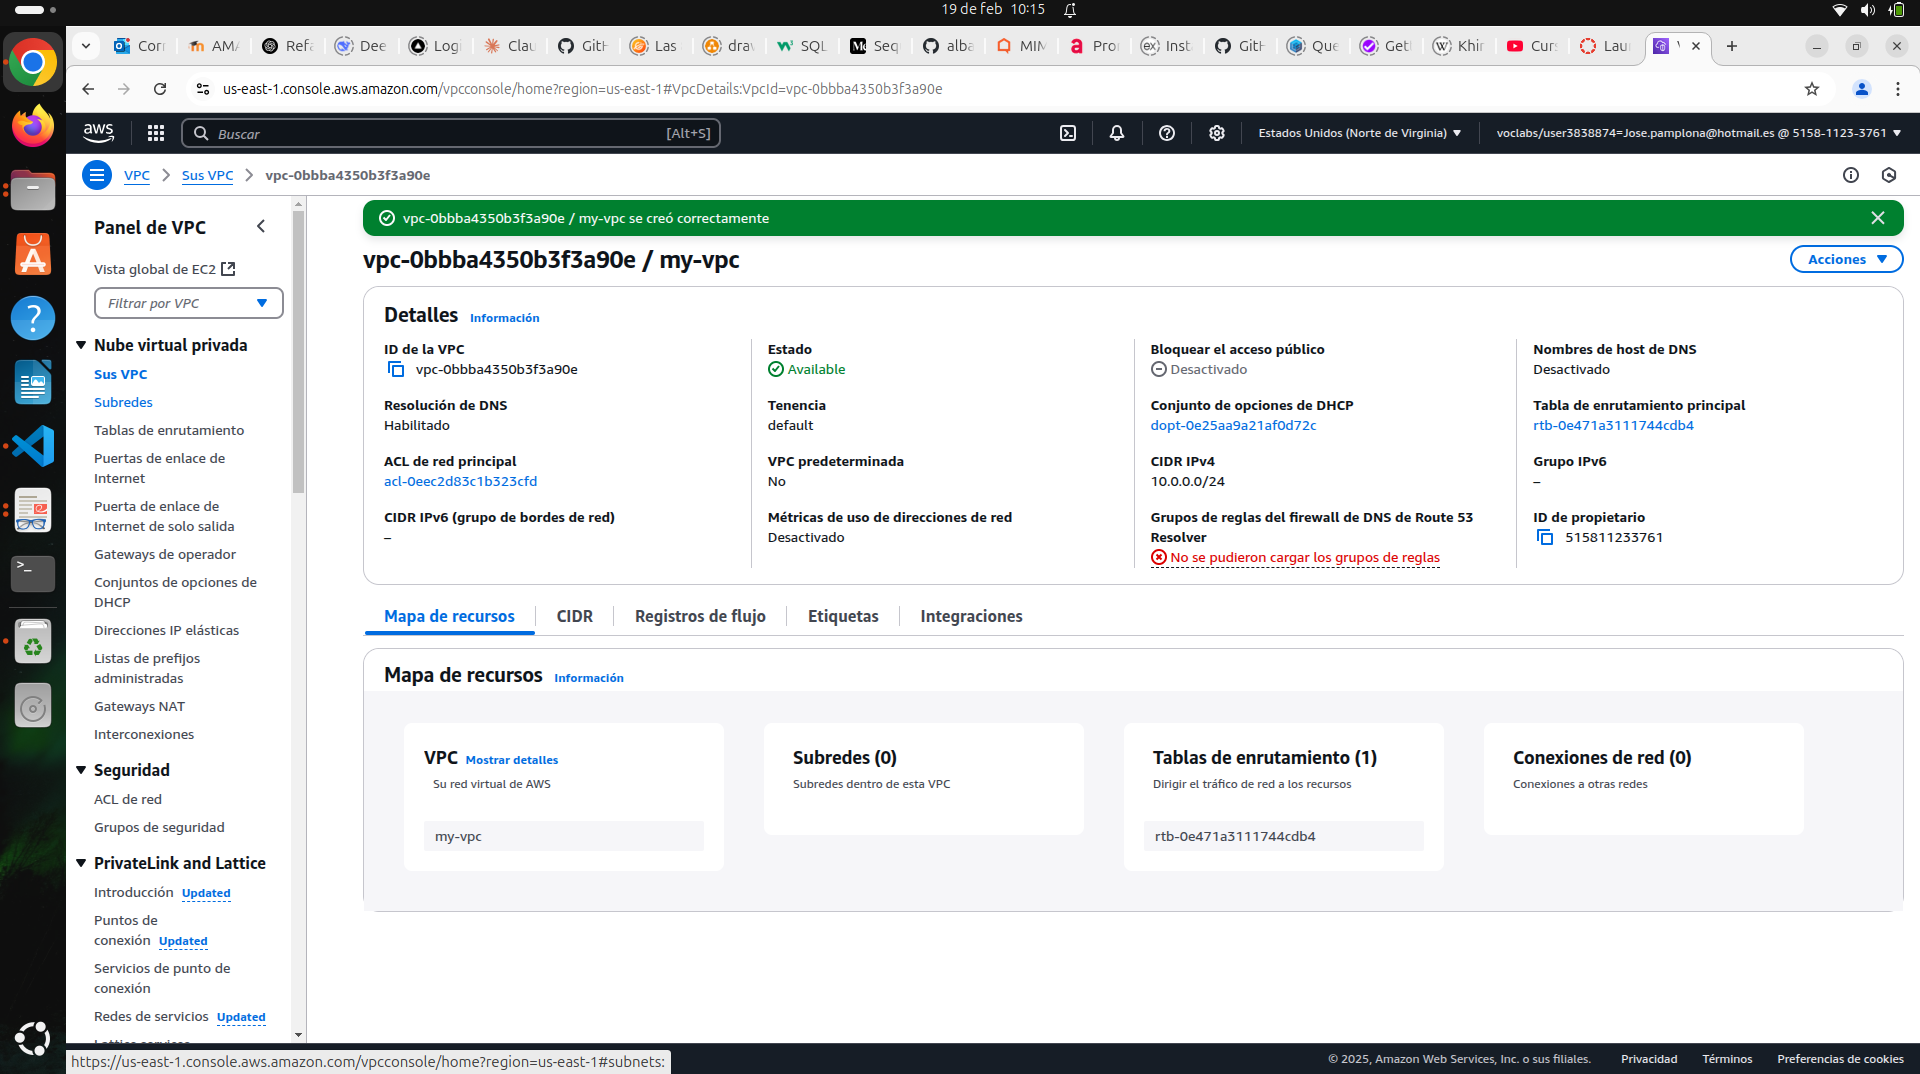 19 de feb 10:15
Corr
AMA
Refa
Dee
Logi
Clau
GitH
Las
drav
SQL
Seq
alba
MIM
Pror
Inst
GitH
Que
Getl
Khir
Curs
Lau
us-east-1.console.aws.amazon.com/vpcconsole/home?region=us-east-1#VpcDetails:VpcId=vpc-0bbba4350b3f3a90e
aws
Buscar
[Alt+S]
Estados Unidos (Norte de Virginia)
voclabs/user3838874=Jose.pamplona@hotmail.es @ 5158-1123-3761
VPC
Sus VPC
vpc-0bbba4350b3f3a90e
Panel de VPC
Vista global de EC2
Filtrar por VPC
Nube virtual privada
Sus VPC
Subredes
Tablas de enrutamiento
Puertas de enlace de
Internet
Puerta de enlace de
Internet de solo salida
Gateways de operador
Conjuntos de opciones de
DHCP
Direcciones IP elásticas
Listas de prefijos
administradas
Gateways NAT
Interconexiones
Seguridad
ACL de red
Grupos de seguridad
PrivateLink and Lattice
Introducción Updated
Puntos de
conexión Updated
Servicios de punto de
conexión
Redes de servicios Updated
Lattice services
vpc-0bbba4350b3f3a90e / my-vpc se creó correctamente
vpc-0bbba4350b3f3a90e / my-vpc
Acciones
Detalles Información
ID de la VPC
vpc-0bbba4350b3f3a90e
Estado
Available
Bloquear el acceso público
Desactivado
Nombres de host de DNS
Desactivado
Resolución de DNS
Habilitado
Tenencia
default
Conjunto de opciones de DHCP
dopt-0e25aa9a21af0d72c
Tabla de enrutamiento principal
rtb-0e471a3111744cdb4
ACL de red principal
acl-0eec2d83c1b323cfd
VPC predeterminada
No
CIDR IPv4
10.0.0.0/24
Grupo IPv6
–
CIDR IPv6 (grupo de bordes de red)
–
Métricas de uso de direcciones de red
Desactivado
Grupos de reglas del firewall de DNS de Route 53
Resolver
No se pudieron cargar los grupos de reglas
ID de propietario
515811233761
Mapa de recursos
CIDR
Registros de flujo
Etiquetas
Integraciones
Mapa de recursos Información
VPC Mostrar detalles
Su red virtual de AWS
my-vpc
Subredes (0)
Subredes dentro de esta VPC
Tablas de enrutamiento (1)
Dirigir el tráfico de red a los recursos
rtb-0e471a3111744cdb4
Conexiones de red (0)
Conexiones a otras redes
https://us-east-1.console.aws.amazon.com/vpcconsole/home?region=us-east-1#subnets:
© 2025, Amazon Web Services, Inc. o sus filiales.
Privacidad
Términos
Preferencias de cookies